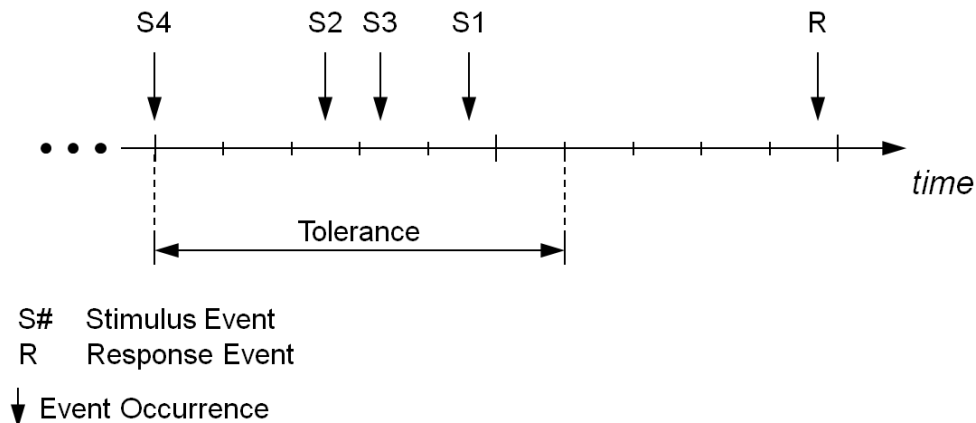 S4 S2 S3 S1 R
time
Tolerance
S# Stimulus Event
R Response Event
Event Occurrence